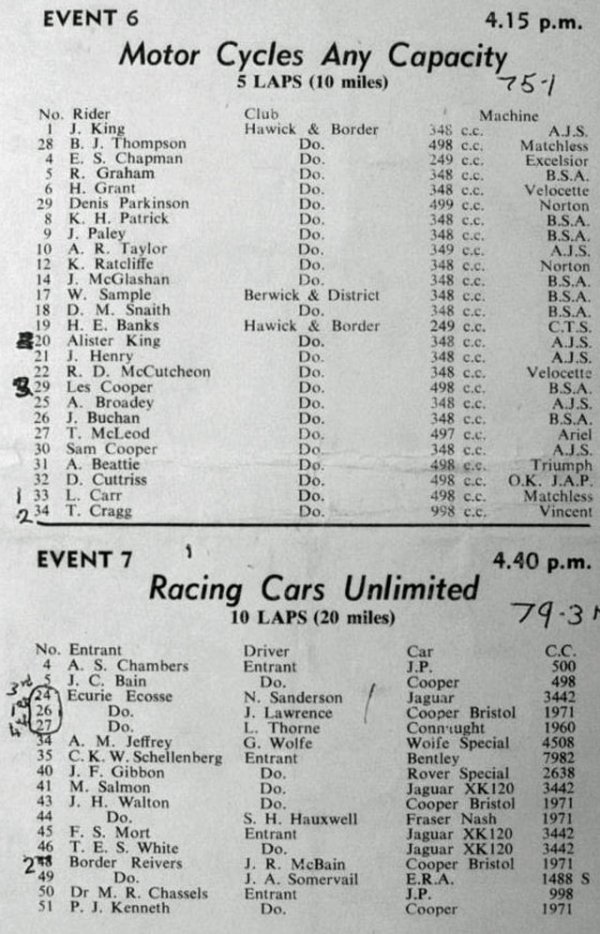 EVENT 6 4.15 p.m.
Motor Cycles Any Capacity
5 LAPS (10 miles) 75·1
No. Rider Club Machine
1 J. King Hawick & Border 348 c.c. A.J.S.
28 B. J. Thompson Do. 498 c.c. Matchless
4 E. S. Chapman Do. 249 c.c. Excelsior
5 R. Graham Do. 348 c.c. B.S.A.
6 H. Grant Do. 348 c.c. Velocette
29 Denis Parkinson Do. 499 c.c. Norton
8 K. H. Patrick Do. 348 c.c. B.S.A.
9 J. Paley Do. 348 c.c. B.S.A.
10 A. R. Taylor Do. 349 c.c. A.J.S.
12 K. Ratcliffe Do. 348 c.c. Norton
14 J. McGlashan Do. 348 c.c. B.S.A.
17 W. Sample Berwick & District 348 c.c. B.S.A.
18 D. M. Snaith Do. 348 c.c. B.S.A.
19 H. E. Banks Hawick & Border 249 c.c. C.T.S.
20 Alister King Do. 348 c.c. A.J.S.
21 J. Henry Do. 348 c.c. A.J.S.
22 R. D. McCutcheon Do. 348 c.c. Velocette
3 29 Les Cooper Do. 498 c.c. B.S.A.
25 A. Broadey Do. 348 c.c. A.J.S.
26 J. Buchan Do. 348 c.c. B.S.A.
27 T. McLeod Do. 497 c.c. Ariel
30 Sam Cooper Do. 348 c.c. A.J.S.
31 A. Beattie Do. 498 c.c. Triumph
32 D. Cuttriss Do. 498 c.c. O.K. J.A.P.
1 33 L. Carr Do. 498 c.c. Matchless
2 34 T. Cragg Do. 998 c.c. Vincent
EVENT 7 4.40 p.m.
Racing Cars Unlimited
10 LAPS (20 miles) 79·3
No. Entrant Driver Car C.C.
4 A. S. Chambers Entrant J.P. 500
5 J. C. Bain Do. Cooper 498
3rd 24 Ecurie Ecosse N. Sanderson Jaguar 3442
1st 26 Do. J. Lawrence Cooper Bristol 1971
27 Do. L. Thorne Connaught 1960
34 A. M. Jeffrey G. Wolfe Wolfe Special 4508
35 C. K. W. Schellenberg Entrant Bentley 7982
40 J. F. Gibbon Do. Rover Special 2638
41 M. Salmon Do. Jaguar XK120 3442
43 J. H. Walton Do. Cooper Bristol 1971
44 Do. S. H. Hauxwell Fraser Nash 1971
45 F. S. Mort Entrant Jaguar XK120 3442
46 T. E. S. White Do. Jaguar XK120 3442
48 Border Reivers J. R. McBain Cooper Bristol 1971
49 Do. J. A. Somervail E.R.A. 1488 S
50 Dr M. R. Chassels Entrant J.P. 998
51 P. J. Kenneth Do. Cooper 1971